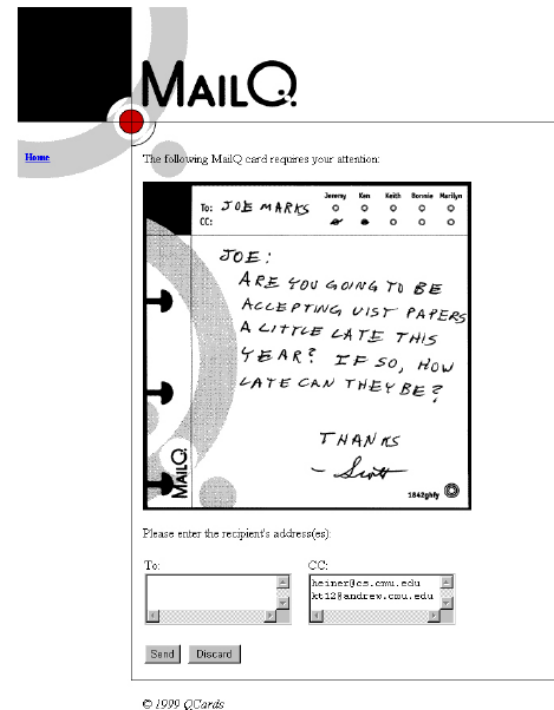 MAILQ
Home
The following MailQ card requires your attention:
Jeremy Ken Keith Bonnie Marilyn
To: JOE MARKS
CC:
JOE:
ARE YOU GOING TO BE
ACCEPTING UIST PAPERS
A LITTLE LATE THIS
YEAR? IF SO, HOW
LATE CAN THEY BE?
THANKS
- Scott
MAILQ
1842ghfy
Please enter the recipient's address(es):
To: CC:
heiner@cs.cmu.edu
kt12@andrew.cmu.edu
Send Discard
© 1999 QCards